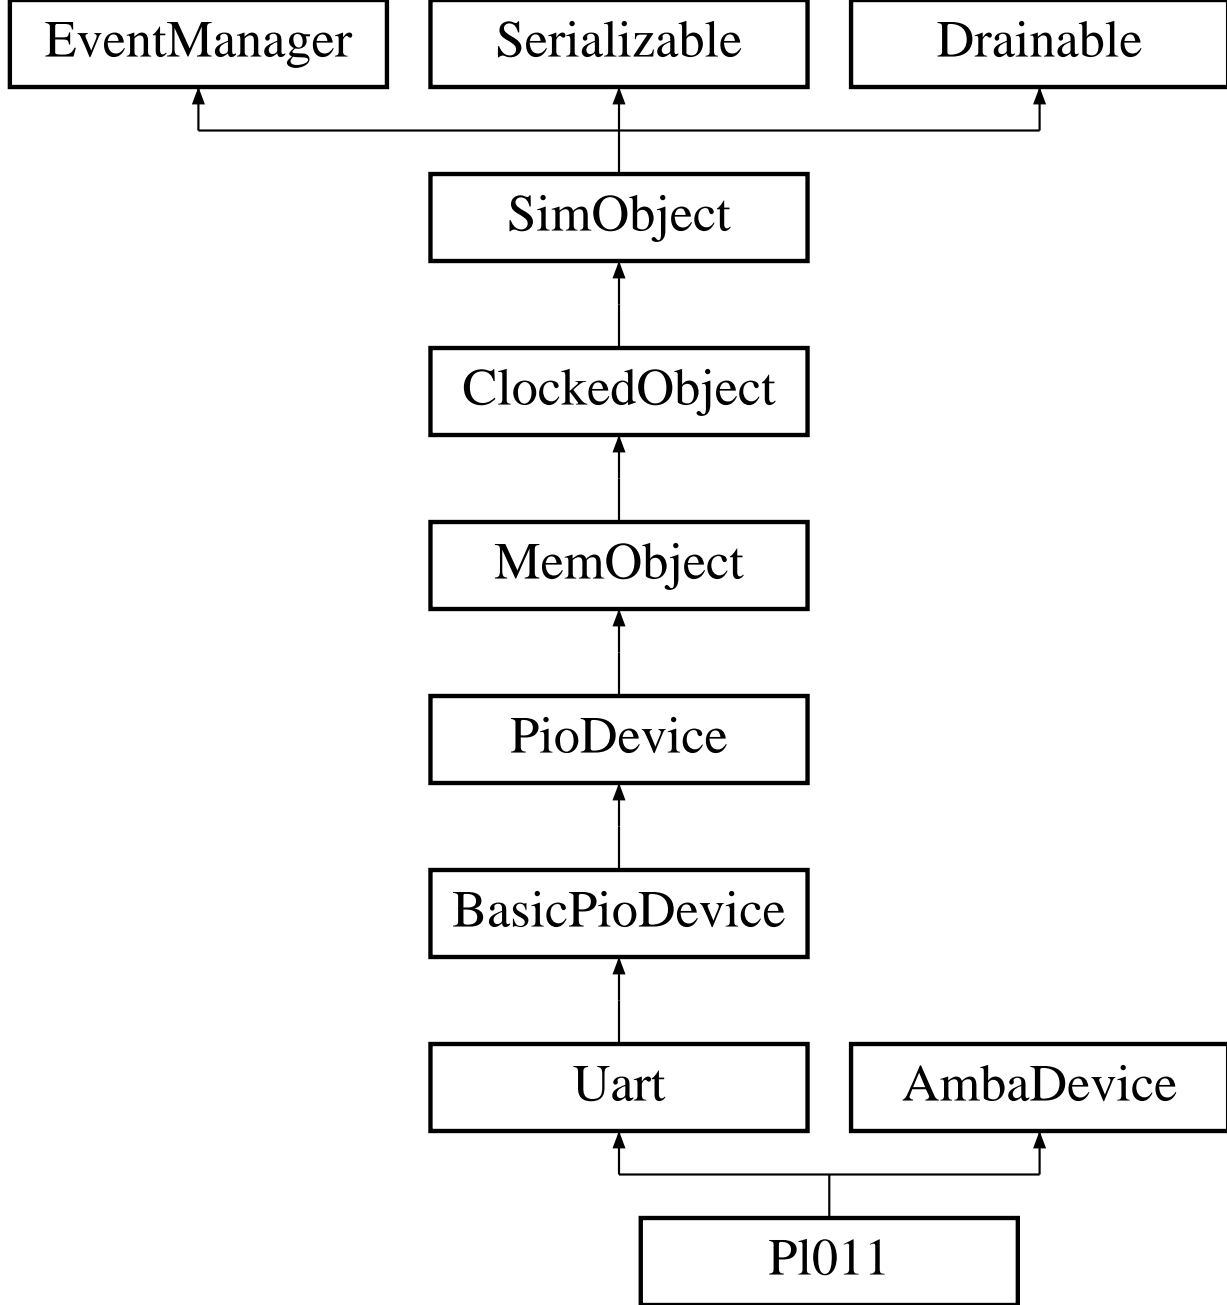 EventManager
Serializable
Drainable
SimObject
ClockedObject
MemObject
PioDevice
BasicPioDevice
Uart
AmbaDevice
Pl011